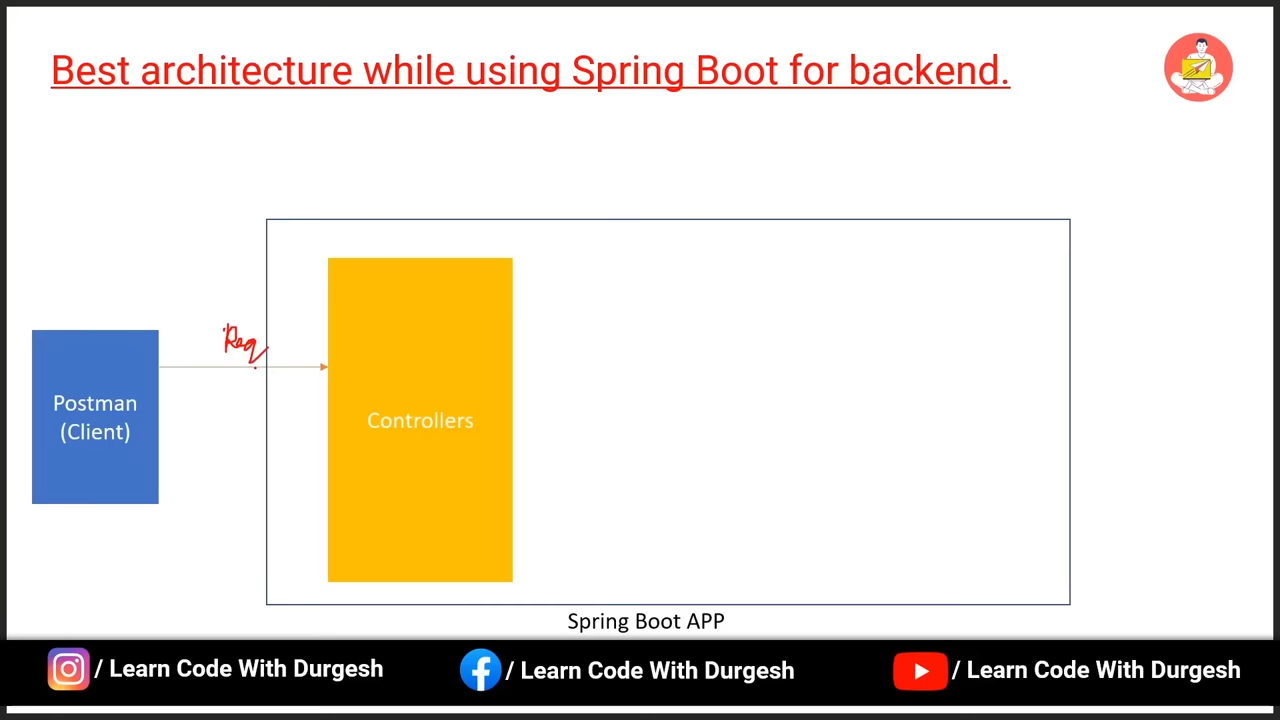 Best architecture while using Spring Boot for backend.
Req
Postman
(Client)
Controllers
Spring Boot APP
/ Learn Code With Durgesh
/ Learn Code With Durgesh
/ Learn Code With Durgesh